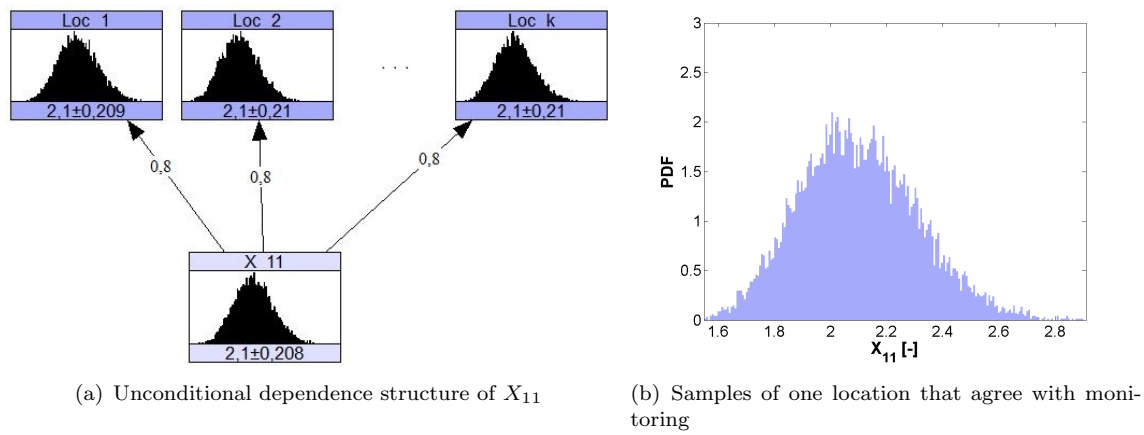 Loc 1
2,1±0,209
Loc 2
2,1±0,21
. . .
Loc k
2,1±0,21
0,8
0,8
0,8
X 11
2,1±0,208
(a) Unconditional dependence structure of X₁₁
3
2.5
2
1.5
1
0.5
0
PDF
1.6 1.8 2 2.2 2.4 2.6 2.8
X₁₁ [-]
(b) Samples of one location that agree with moni-
toring